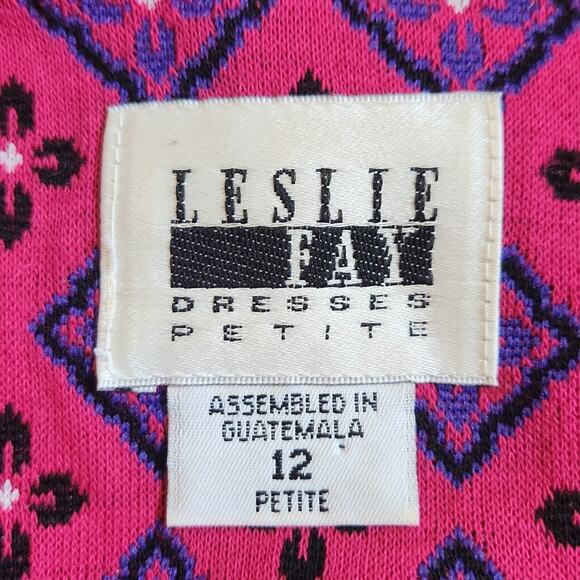 LESLIE
FAY
DRESSES
PETITE
ASSEMBLED IN
GUATEMALA
12
PETITE